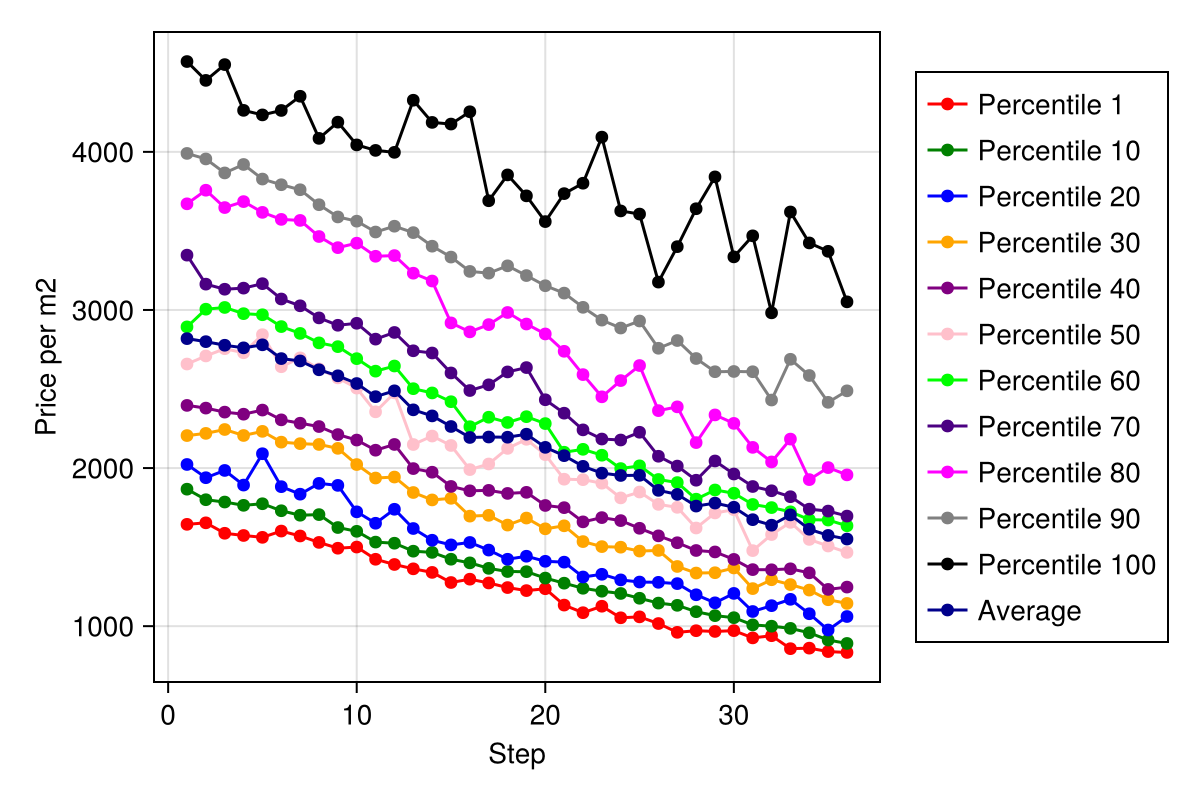 4000
3000
2000
1000
Price per m2
0
10
20
30
Step
Percentile 1
Percentile 10
Percentile 20
Percentile 30
Percentile 40
Percentile 50
Percentile 60
Percentile 70
Percentile 80
Percentile 90
Percentile 100
Average